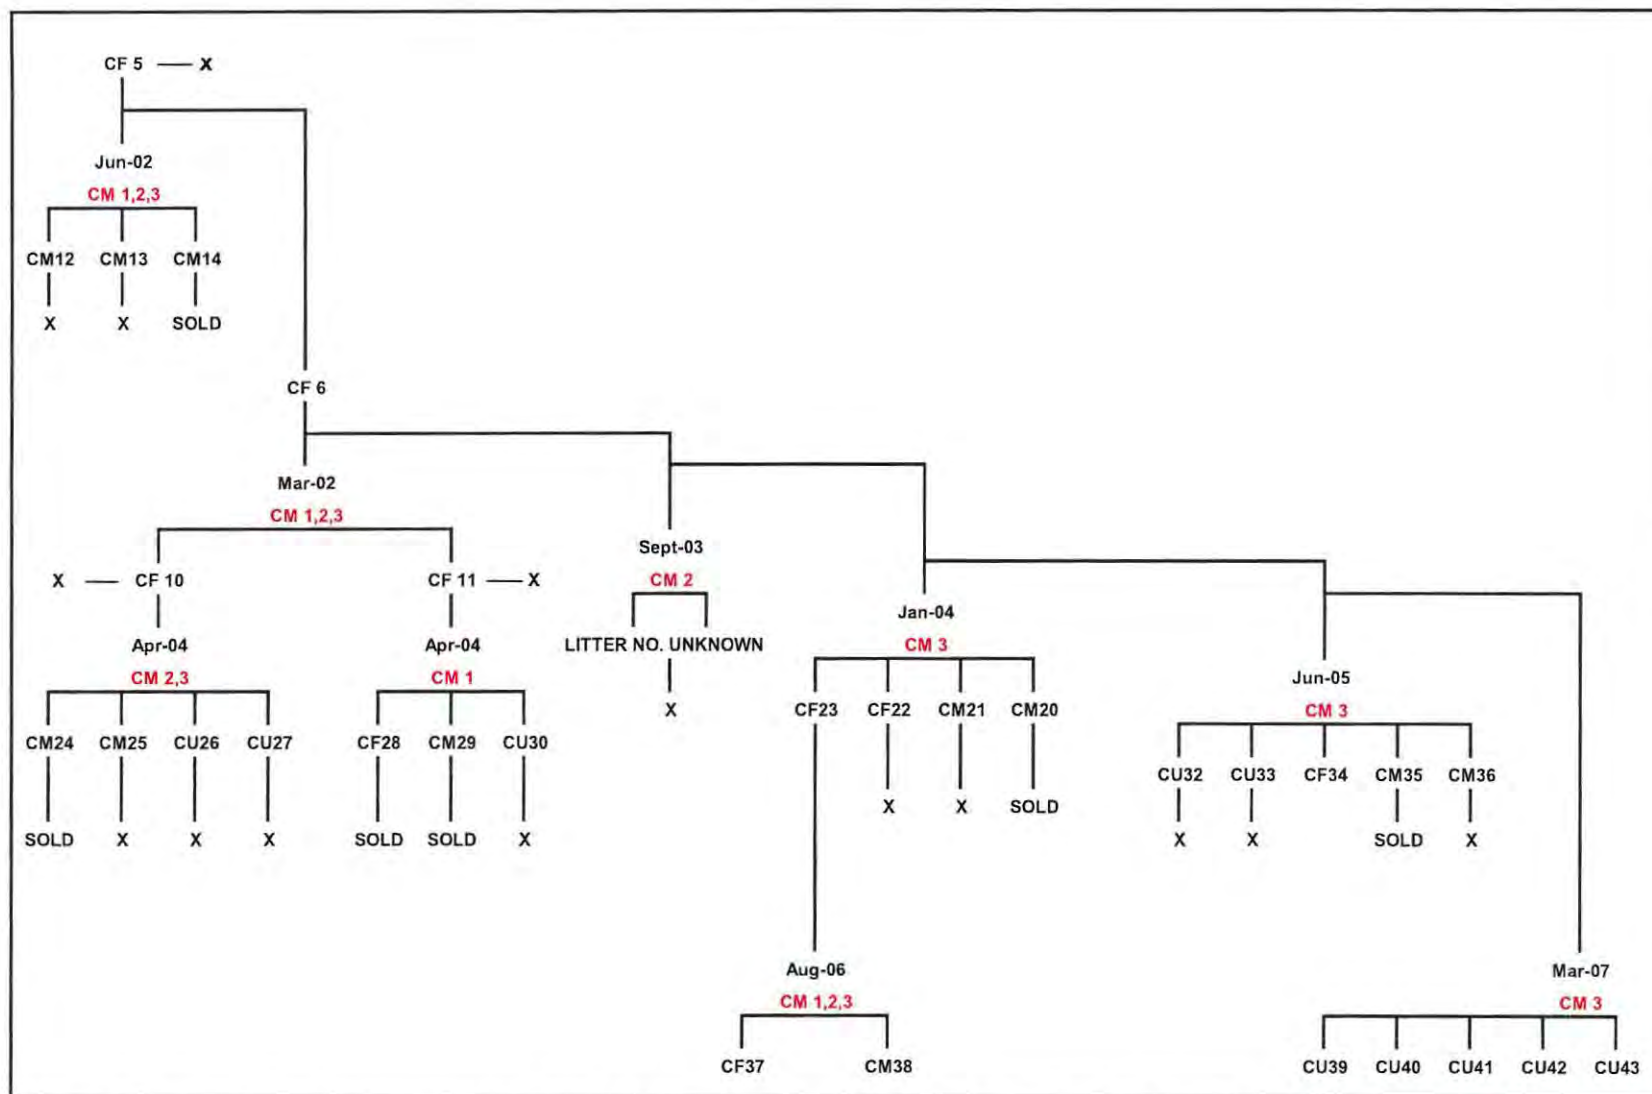 CF 5 X
Jun-02
CM 1,2,3
CM12 CM13 CM14
X X SOLD
CF 6
Mar-02
CM 1,2,3
X CF 10 CF 11 X
Apr-04 Apr-04
CM 2,3 CM 1
CM24 CM25 CU26 CU27 CF28 CM29 CU30
SOLD X X X SOLD SOLD X
Sept-03
CM 2
LITTER NO. UNKNOWN
X
Jan-04
CM 3
CF23 CF22 CM21 CM20
X X SOLD
Aug-06
CM 1,2,3
CF37 CM38
Jun-05
CM 3
CU32 CU33 CF34 CM35 CM36
X X SOLD X
Mar-07
CM 3
CU39 CU40 CU41 CU42 CU43